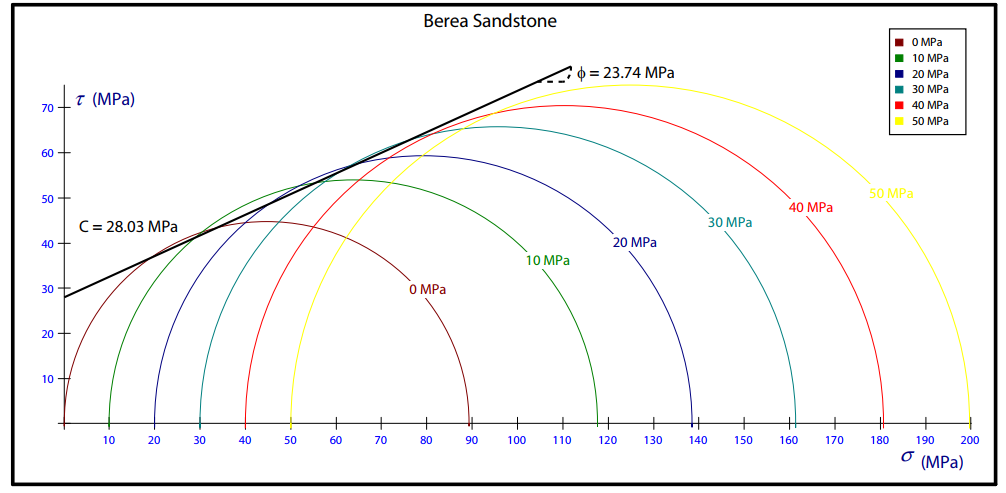 Berea Sandstone
0 MPa
10 MPa
20 MPa
30 MPa
40 MPa
50 MPa
τ (MPa)
ϕ = 23.74 MPa
70
60
50
40
30
20
10
C = 28.03 MPa
50 MPa
40 MPa
30 MPa
20 MPa
10 MPa
0 MPa
10 20 30 40 50 60 70 80 90 100 110 120 130 140 150 160 170 180 190 200
σ (MPa)